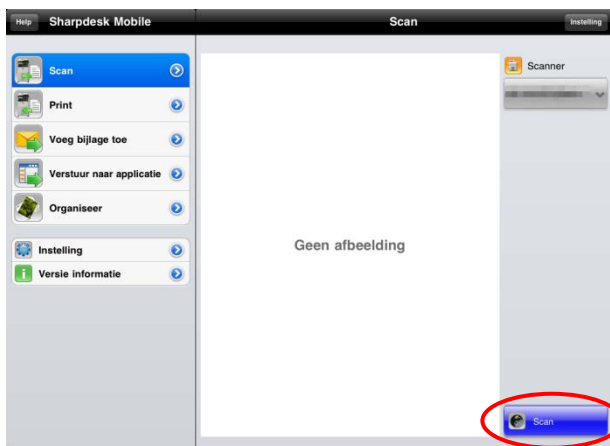 Help
Sharpdesk Mobile
Scan
Instelling
Scan
Print
Voeg bijlage toe
Verstuur naar applicatie
Organiseer
Instelling
Versie informatie
Geen afbeelding
Scanner
Scan